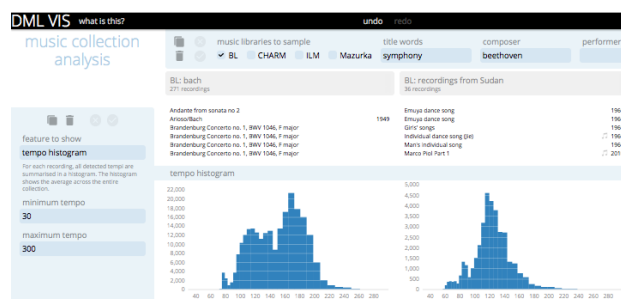 DML VIS what is this? undo redo
music collection analysis
music libraries to sample title words composer performer
BL CHARM ILM Mazurka symphony beethoven
BL: bach
271 recordings
BL: recordings from Sudan
36 recordings
Andante from sonata no 2
Arioso/Bach 1949
Brandenburg Concerto no. 1, BWV 1046, F major
Brandenburg Concerto no. 1, BWV 1046, F major
Brandenburg Concerto no. 1, BWV 1046, F major
Brandenburg Concerto no. 1, BWV 1046, F major
Emuya dance song 196
Emuya dance song 196
Girls' songs 196
Individual dance song (Jie) 196
Man's individual song 196
Marco Piol Part 1 201
feature to show
tempo histogram
For each recording, all detected tempi are
summarised in a histogram. The histogram
shows the average across the entire
collection.
minimum tempo
30
maximum tempo
300
tempo histogram
22,000
20,000
18,000
16,000
14,000
12,000
10,000
8,000
6,000
4,000
2,000
0
40 60 80 100 120 140 160 180 200 220 240 260 280
5,000
4,500
4,000
3,500
3,000
2,500
2,000
1,500
1,000
500
0
40 60 80 100 120 140 160 180 200 220 240 260 280